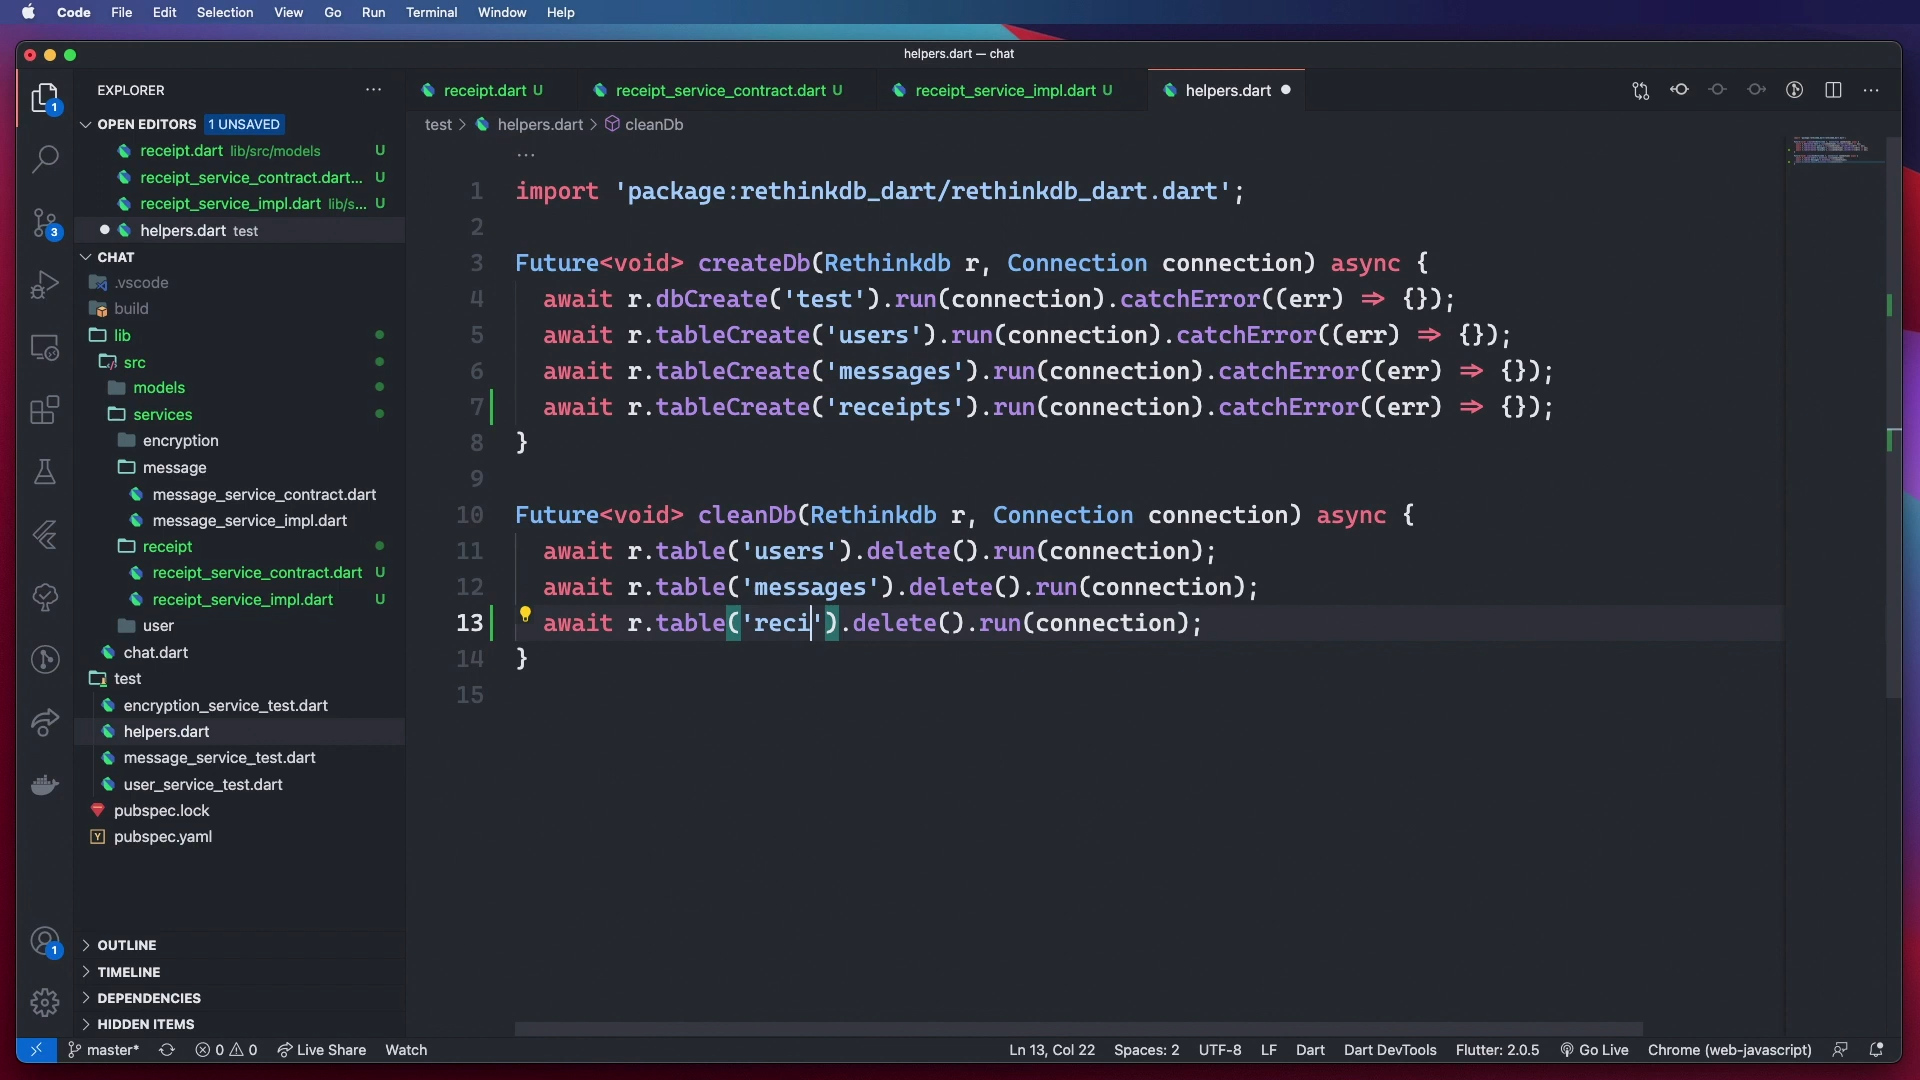 Code File Edit Selection View Go Run Terminal Window Help
helpers.dart — chat
EXPLORER ...
receipt.dart U receipt_service_contract.dart U receipt_service_impl.dart U helpers.dart
OPEN EDITORS 1 UNSAVED
receipt.dart lib/src/models U
receipt_service_contract.dart... U
receipt_service_impl.dart lib/s... U
helpers.dart test
CHAT
.vscode
build
lib
src
models
services
encryption
message
message_service_contract.dart
message_service_impl.dart
receipt
receipt_service_contract.dart U
receipt_service_impl.dart U
user
chat.dart
test
encryption_service_test.dart
helpers.dart
message_service_test.dart
user_service_test.dart
pubspec.lock
pubspec.yaml
OUTLINE
TIMELINE
DEPENDENCIES
HIDDEN ITEMS
1
3
1
test > helpers.dart > cleanDb
...
1 import 'package:rethinkdb_dart/rethinkdb_dart.dart';
2
3 Future<void> createDb(Rethinkdb r, Connection connection) async {
4 await r.dbCreate('test').run(connection).catchError((err) => {});
5 await r.tableCreate('users').run(connection).catchError((err) => {});
6 await r.tableCreate('messages').run(connection).catchError((err) => {});
7 await r.tableCreate('receipts').run(connection).catchError((err) => {});
8 }
9
10 Future<void> cleanDb(Rethinkdb r, Connection connection) async {
11 await r.table('users').delete().run(connection);
12 await r.table('messages').delete().run(connection);
13 await r.table('reci').delete().run(connection);
14 }
15
master* 0 0 Live Share Watch Ln 13, Col 22 Spaces: 2 UTF-8 LF Dart Dart DevTools Flutter: 2.0.5 Go Live Chrome (web-javascript)